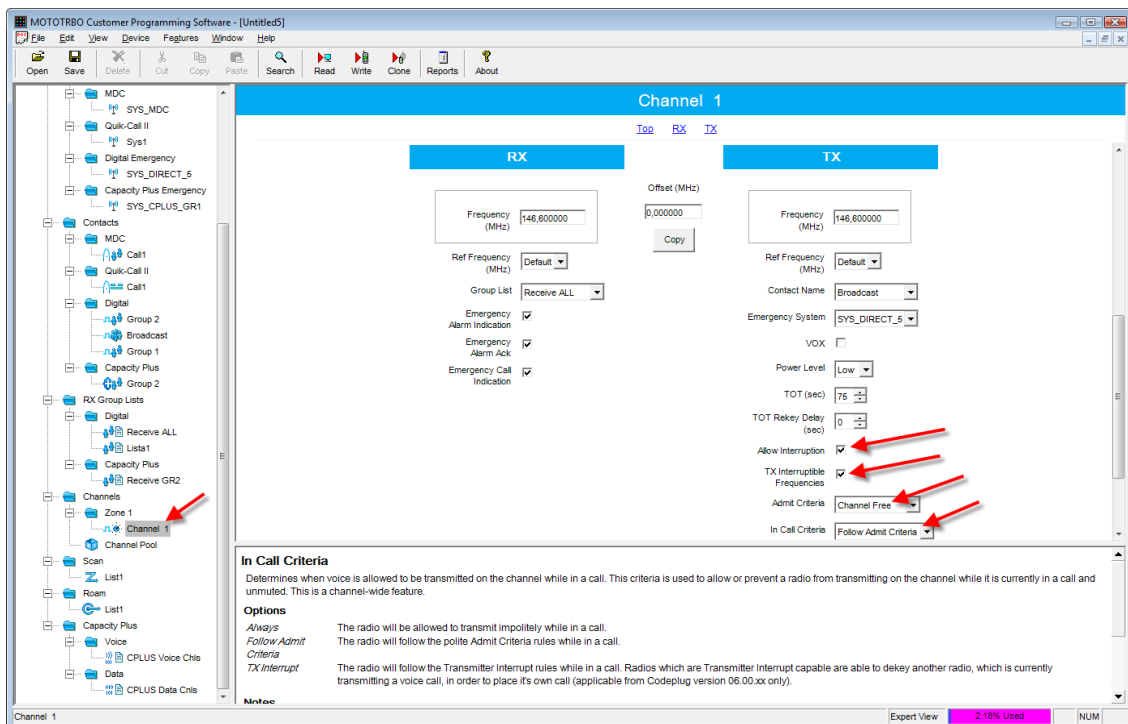 MOTOTRBO Customer Programming Software - [Untitled5]
File Edit View Device Features Window Help
Open Save Delete Cut Copy Paste Search Read Write Clone Reports About
MDC
SYS_MDC
Quik-Call II
Sys1
Digital Emergency
SYS_DIRECT_5
Capacity Plus Emergency
SYS_CPLUS_GR1
Contacts
MDC
Call1
Quik-Call II
Call1
Digital
Group 2
Broadcast
Group 1
Capacity Plus
Group 2
RX Group Lists
Digital
Receive ALL
Lista1
Capacity Plus
Receive GR2
Channels
Zone 1
Channel 1
Channel Pool
Scan
List1
Roam
List1
Capacity Plus
Voice
CPLUS Voice Chls
Data
CPLUS Data Cnls
Channel 1
Top RX TX
RX
Frequency (MHz) 146,600000
Ref Frequency (MHz) Default
Group List Receive ALL
Emergency Alarm Indication
Emergency Alarm Ack
Emergency Call Indication
Offset (MHz)
0,000000
Copy
TX
Frequency (MHz) 146,600000
Ref Frequency (MHz) Default
Contact Name Broadcast
Emergency System SYS_DIRECT_5
VOX
Power Level Low
TOT (sec) 75
TOT Rekey Delay (sec) 0
Allow Interruption
TX Interruptible Frequencies
Admit Criteria Channel Free
In Call Criteria Follow Admit Criteria
In Call Criteria
Determines when voice is allowed to be transmitted on the channel while in a call. This criteria is used to allow or prevent a radio from transmitting on the channel while it is currently in a call and
unmuted. This is a channel-wide feature.
Options
Always The radio will be allowed to transmit impolitely while in a call.
Follow Admit Criteria The radio will follow the polite Admit Criteria rules while in a call.
TX Interrupt The radio will follow the Transmitter Interrupt rules while in a call. Radios which are Transmitter Interrupt capable are able to dekey another radio, which is currently
transmitting a voice call, in order to place it's own call (applicable from Codeplug version 06.00.xx only).
Notes
Channel 1 Expert View 2.16% Used NUM